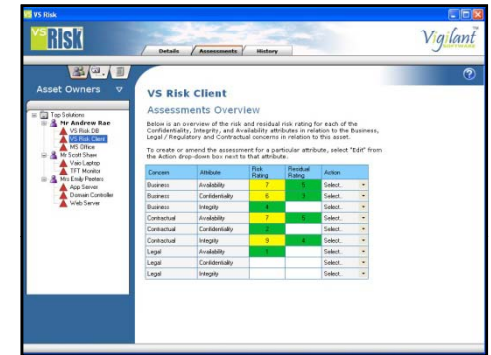 VS Risk
VS RISK
Vigilant
SOFTWARE
Details
Assessments
History
Asset Owners
Top Solutions
Mr Andrew Rae
VS Risk DB
VS Risk Client
MS Office
Mr Scott Shaw
Vaio Laptop
TFT Monitor
Mrs Emily Peeters
App Server
Domain Controller
Web Server
VS Risk Client
Assessments Overview
Below is an overview of the risk and residual risk rating for each of the
Confidentiality, Integrity, and Availability attributes in relation to the Business,
Legal / Regulatory and Contractual concerns in relation to this asset.
To create or amend the assessment for a particular attribute, select "Edit" from
the Action drop-down box next to that attribute.
Concern Attribute Risk Rating Residual Rating Action
Business Availability 7 5 Select..
Business Confidentiality 6 3 Select..
Business Integrity 4 Select..
Contractual Availability 7 5 Select..
Contractual Confidentiality 2 Select..
Contractual Integrity 9 4 Select..
Legal Availability 1 Select..
Legal Confidentiality Select..
Legal Integrity Select..